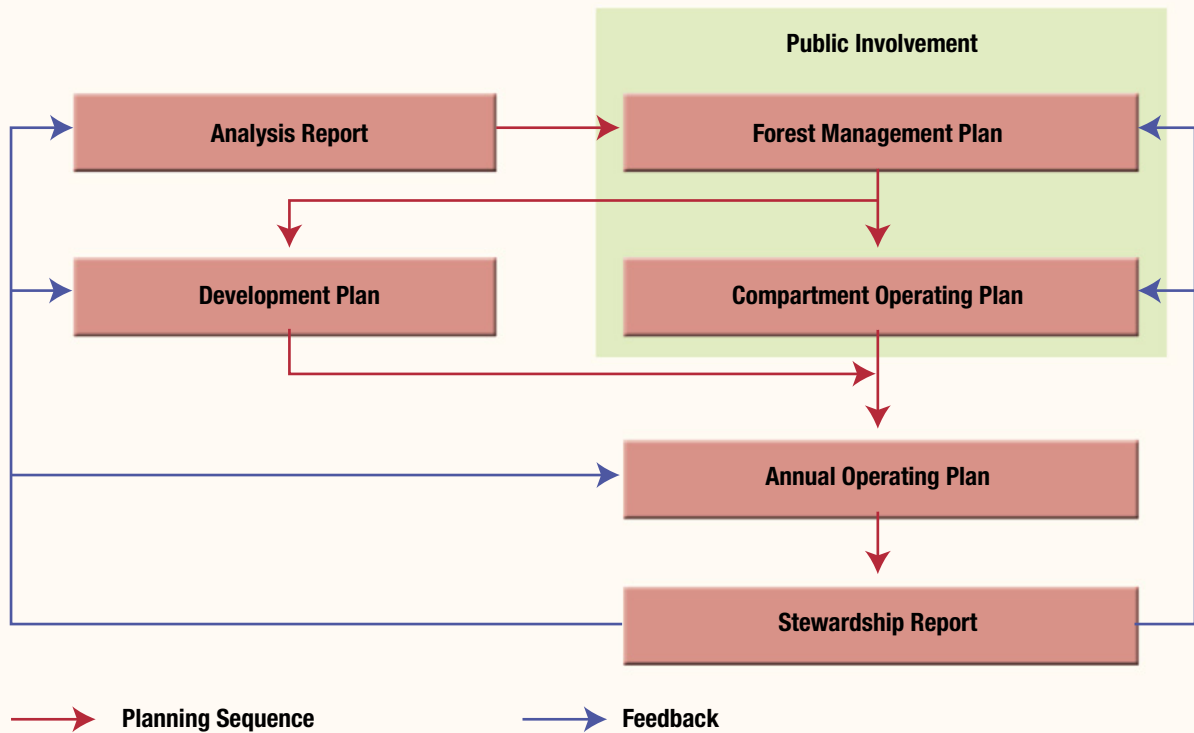 Public Involvement
Analysis Report
Forest Management Plan
Development Plan
Compartment Operating Plan
Annual Operating Plan
Stewardship Report
Planning Sequence
Feedback